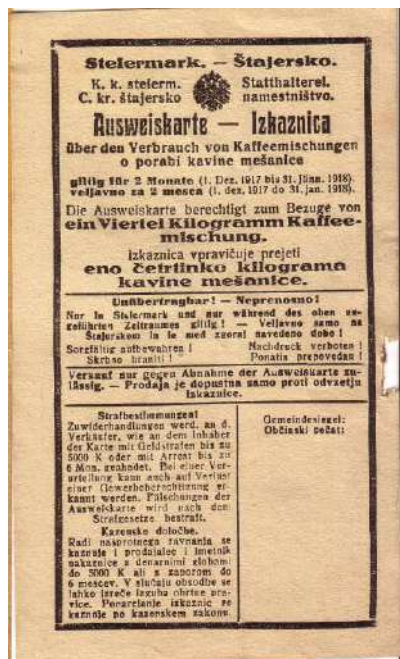 Steiermark. — Štajersko.
K. k. steierm. Statthalterei.
C. kr. štajersko namestništvo.
Ausweiskarte — Izkaznica
über den Verbrauch von Kaffeemischungen
o porabi kavine mešanice
giltig für 2 Monate (1. Dez. 1917 bis 31. Jänn. 1918).
veljavno za 2 meseca (1. dez. 1917 do 31. jan. 1918).
Die Ausweiskarte berechtigt zum Bezuge von
ein Viertel Kilogramm Kaffee-
mischung.
Izkaznica vpravičuje prejeti
eno četrtinko kilograma
kavine mešanice.
Unübertragbar! — Neprenosno!
Nur in Steiermark und nur während des oben an-
geführten Zeitraumes giltig! — Veljavno samo na
Štajerskem in le med zgoraj navedeno dobo!
Sorgfältig aufbewahren! Nachdruck verboten!
Skrbno hraniti! Ponatis prepovedan!
Verkauf nur gegen Abnahme der Ausweiskarte zu-
lässig. — Prodaja je dopustna samo proti odvzetju
izkaznice.
Strafbestimmungen!
Zuwiderhandlungen werd. an d.
Verkäufer, wie an dem Inhaber
der Karte mit Geldstrafen bis zu
5000 K oder mit Arrest bis zu
6 Mon. geahndet. Bei einer Ver-
urteilung kann auch auf Verlust
einer Gewerbeberechtigung er-
kannt werden. Fälschungen der
Ausweiskarte wird nach dem
Strafgesetze bestraft.
Kazenske določbe.
Radi nasprotnega ravnanja se
kaznuje i prodajalec i imetnik
nakaznice z denarnimi globami
do 5000 K ali s zaporom do
6 mesecev. V slučaju obsodbe se
lahko izreče izguba obrtne pra-
vice. Ponarejanje izkaznic se
kaznuje po kazenskem zakonu.
Gemeindesiegel:
Občinski pečat: